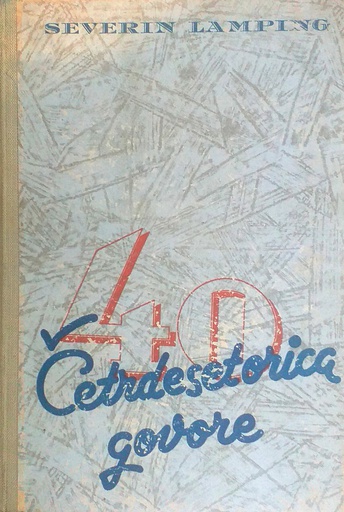 SEVERIN LAMPING
40
Četrdesetorica
govore